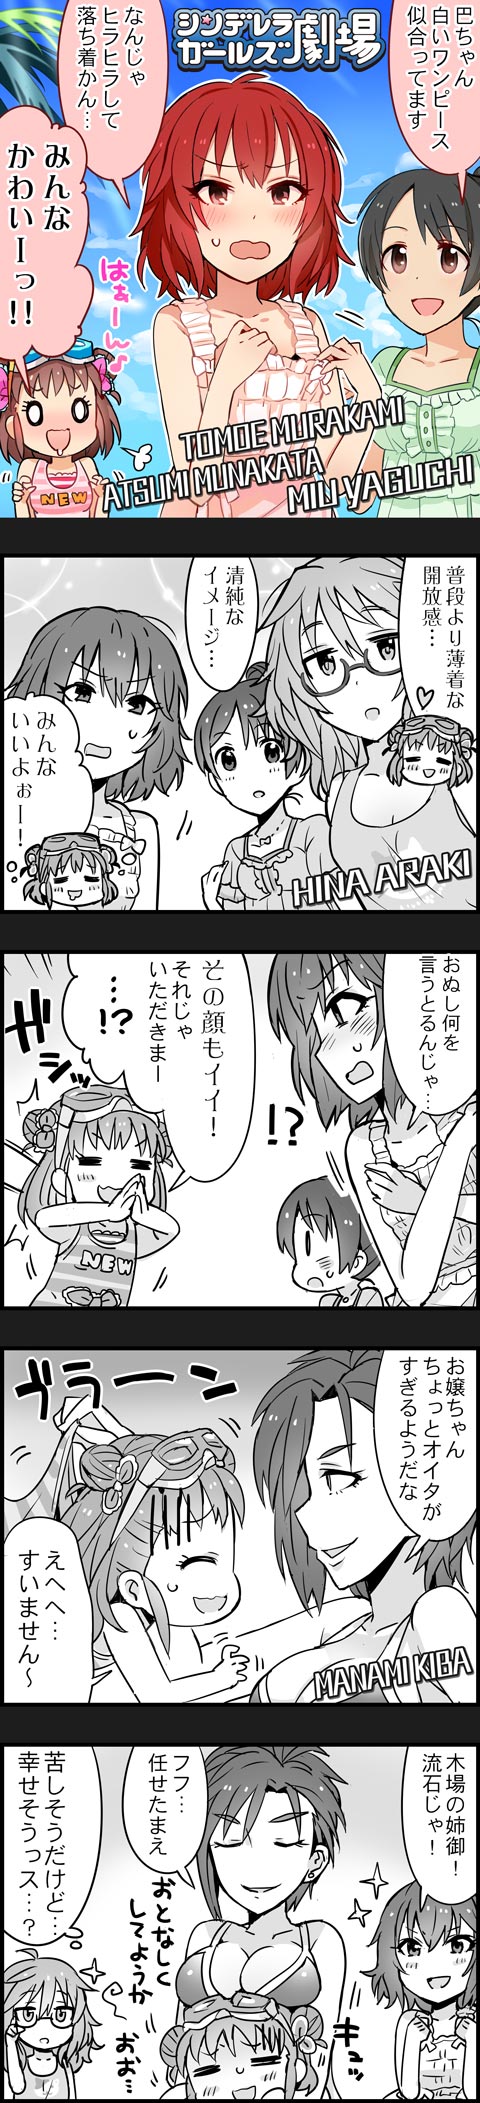 シンデレラ
ガールズ劇場
巴ちゃん
白いワンピース
似合ってます
なんじゃ
ヒラヒラして
落ち着かん…
みんな
かわいーっ!!
はぁーん♪
NEW
TOMOE MURAKAMI
ATSUMI MUNAKATA
MIU YAGUCHI
普段より薄着な
開放感…
清純な
イメージ…
みんな
いいよぉー!
HINA ARAKI
おぬし何を
言うとるんじゃ…
!?
その顔もイイ!
それじゃ
いただきまー
…!?
ガシッ
NEW
お嬢ちゃん
ちょっとオイタが
すぎるようだな
ブラーン
えへへ…
すいません～
MANAMI KIBA
木場の姉御!
流石じゃ!
フフ…
任せたまえ
おとなしく
してようか
おお…
キュッ
苦しそうだけど…
幸せそうっス…?